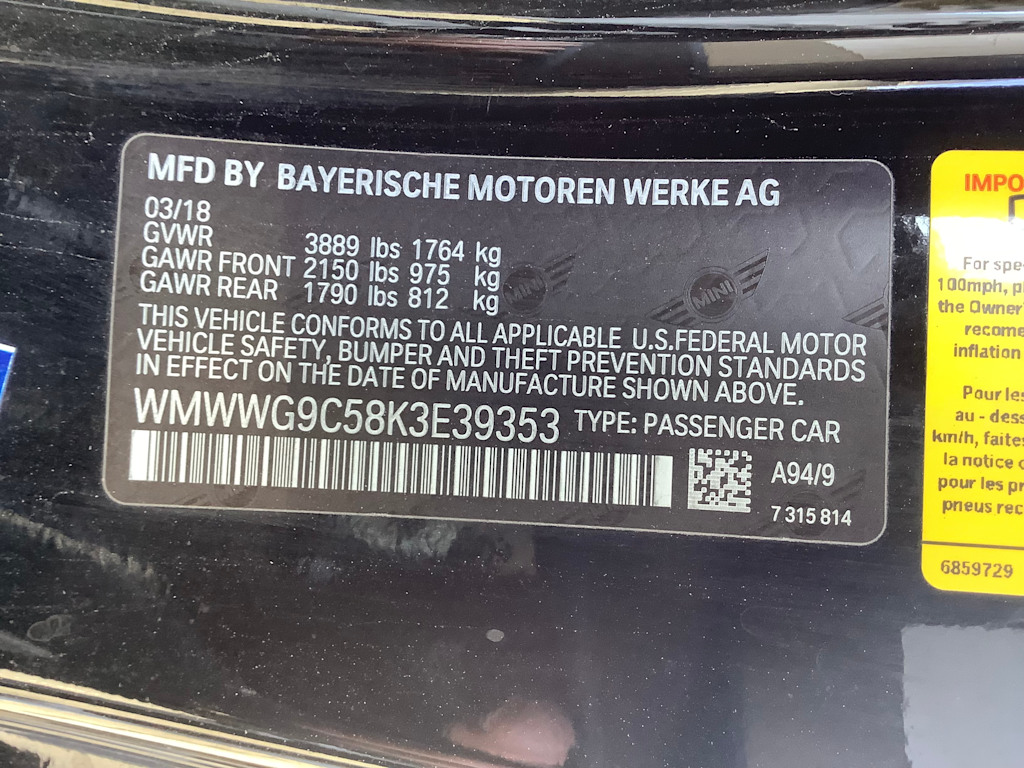 MFD BY BAYERISCHE MOTOREN WERKE AG
03/18
GVWR 3889 lbs 1764 kg
GAWR FRONT 2150 lbs 975 kg
GAWR REAR 1790 lbs 812 kg
THIS VEHICLE CONFORMS TO ALL APPLICABLE U.S.FEDERAL MOTOR
VEHICLE SAFETY, BUMPER AND THEFT PREVENTION STANDARDS
IN EFFECT ON THE DATE OF MANUFACTURE SHOWN ABOVE.
WMWWG9C58K3E39353 TYPE: PASSENGER CAR
A94/9
7 315 814
MINI
MINI
IMPO
For spe
100mph, pl
the Owner
recome
inflation
Pour les
au - dess
km/h, faites
la notice
pour les pr
pneus rec
6859729